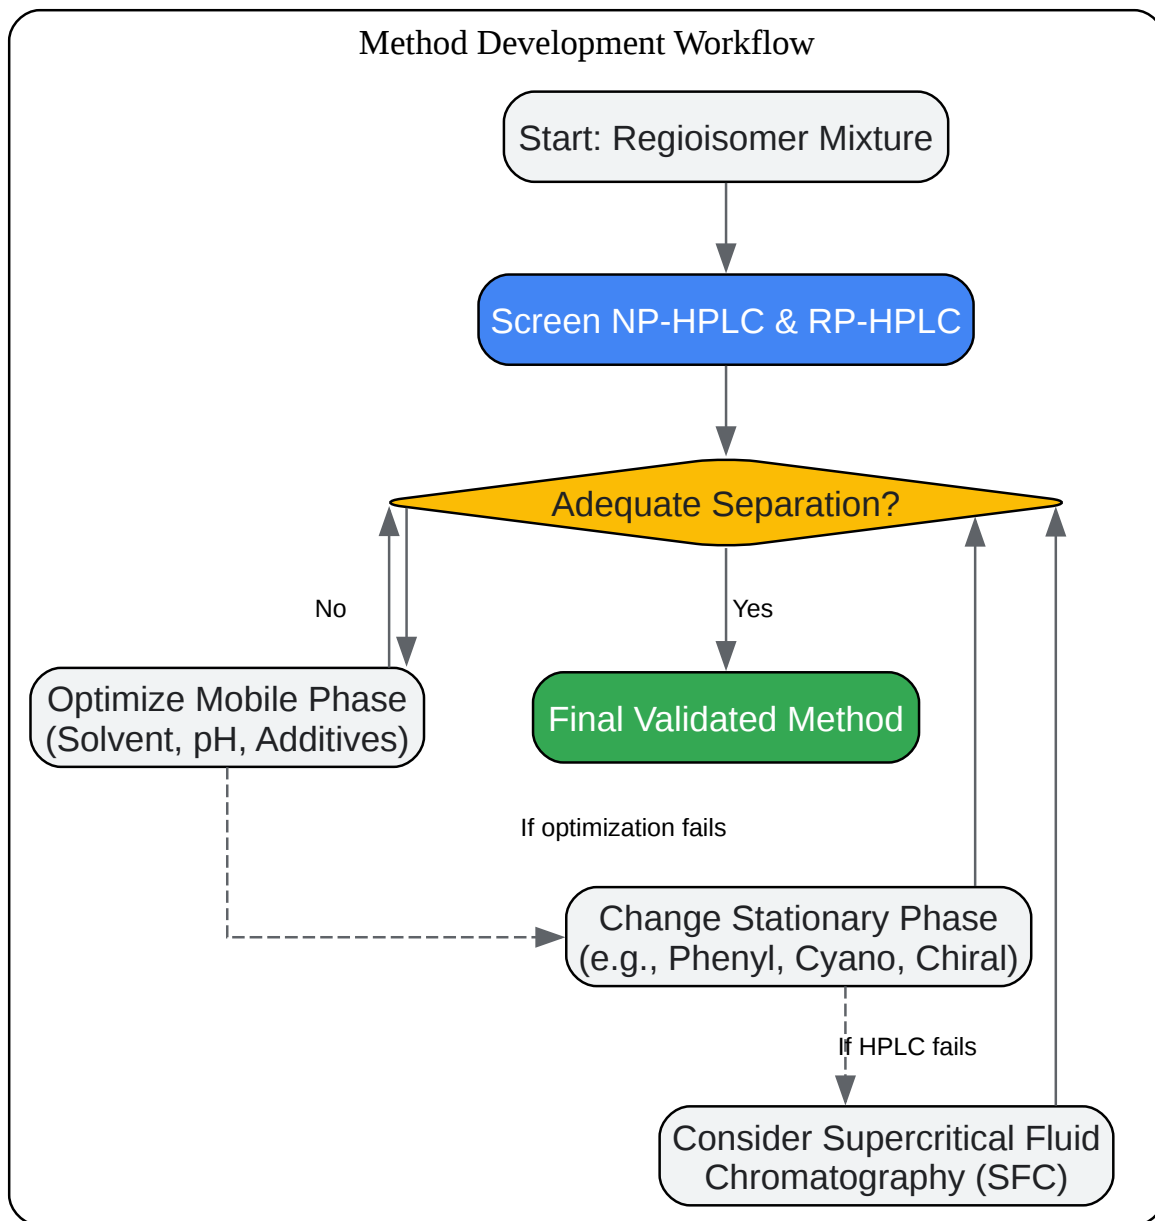 Method Development Workflow
Start: Regioisomer Mixture
Screen NP-HPLC & RP-HPLC
Adequate Separation?
No
Yes
Optimize Mobile Phase
(Solvent, pH, Additives)
Final Validated Method
If optimization fails
Change Stationary Phase
(e.g., Phenyl, Cyano, Chiral)
If HPLC fails
Consider Supercritical Fluid
Chromatography (SFC)